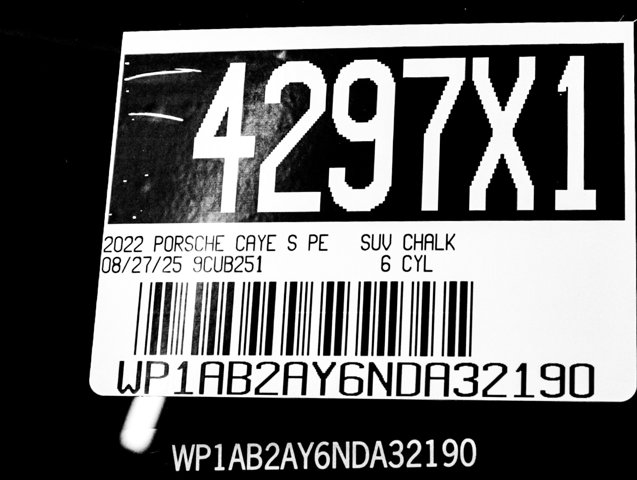 4297X1
2022 PORSCHE CAYE S PE SUV CHALK
08/27/25 9CUB251 6 CYL
WP1AB2AY6NDA32190
WP1AB2AY6NDA32190